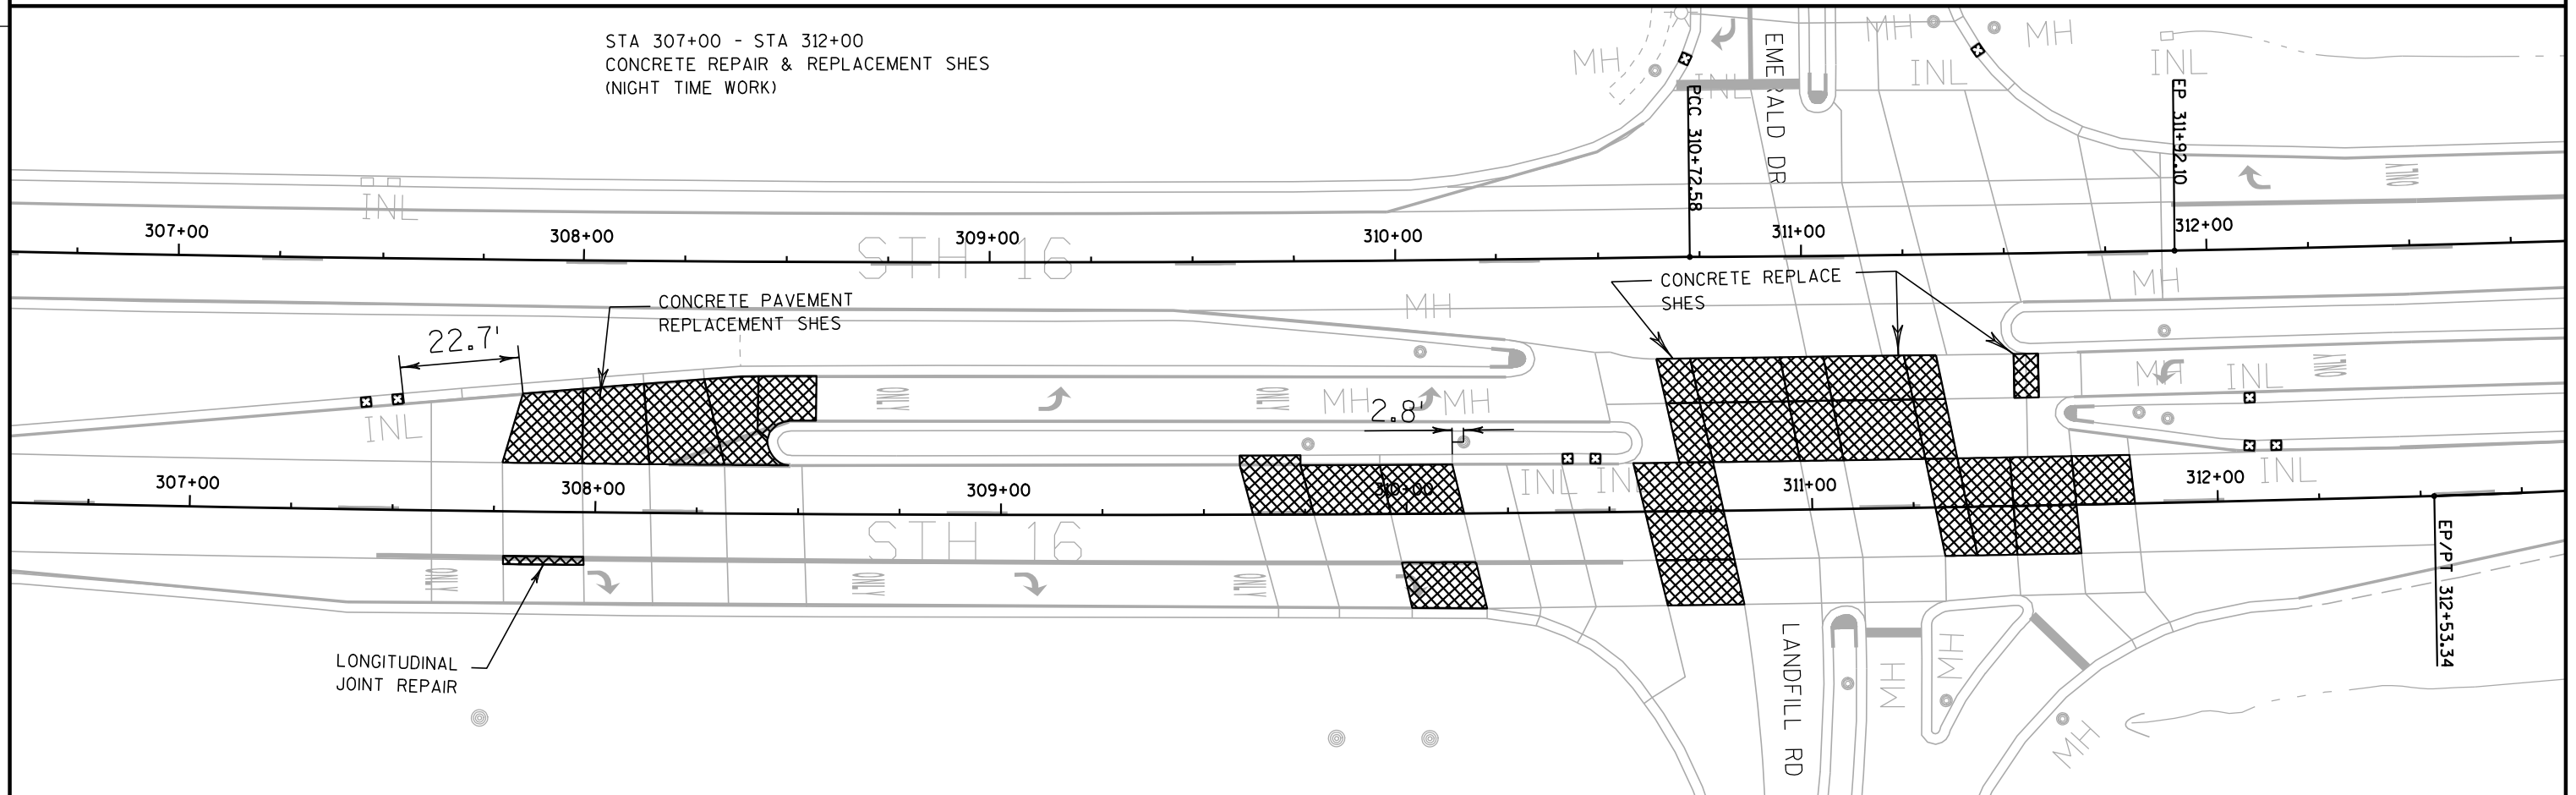 STA 307+00 - STA 312+00
CONCRETE REPAIR & REPLACEMENT SHES
(NIGHT TIME WORK)
MH
INL
EMERALD DR
MH
MH
INL
INL
PCC 310+72.58
EP 311+92.10
INL
307+00
308+00
309+00
310+00
311+00
312+00
STH 16
CONCRETE PAVEMENT
REPLACEMENT SHES
CONCRETE REPLACE
SHES
MH
MH
22.7'
INL
MH
MH
2.8'
MH
INL
INL
INL
INL
307+00
308+00
309+00
310+00
311+00
312+00
STH 16
ONLY
ONLY
ONLY
ONLY
ONLY
ONLY
ONLY
EP/PT 312+53.34
LONGITUDINAL
JOINT REPAIR
LANDFILL RD
MH
MH
MH